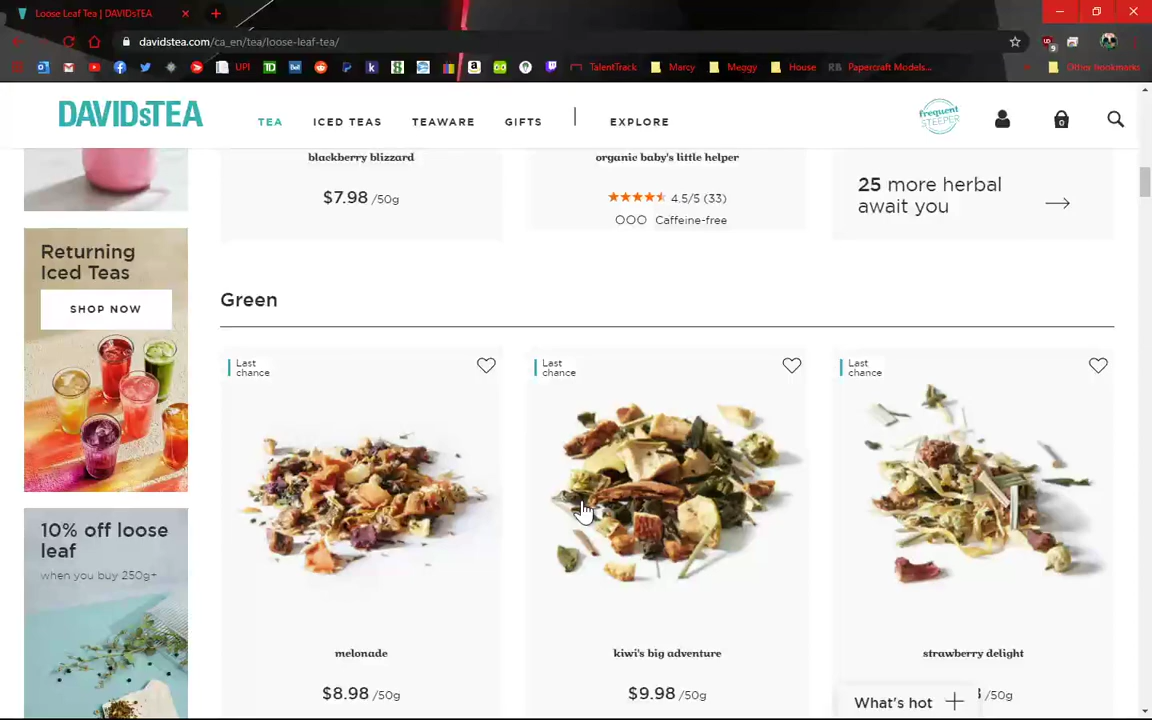 Loose Leaf Tea | DAVIDsTEA
davidstea.com/ca_en/tea/loose-leaf-tea/
UPI TalentTrack Marcy Meggy House Papercraft Models... Other bookmarks
DAVIDsTEA
TEA ICED TEAS TEAWARE GIFTS | EXPLORE
frequent
STEEPER
0
blackberry blizzard
$7.98 /50g
organic baby's little helper
4.5/5 (33)
Caffeine-free
25 more herbal
await you
Returning
Iced Teas
SHOP NOW
10% off loose
leaf
when you buy 250g+
Green
Last
chance
melonade
$8.98 /50g
Last
chance
kiwi's big adventure
$9.98 /50g
Last
chance
strawberry delight
/50g
What's hot +